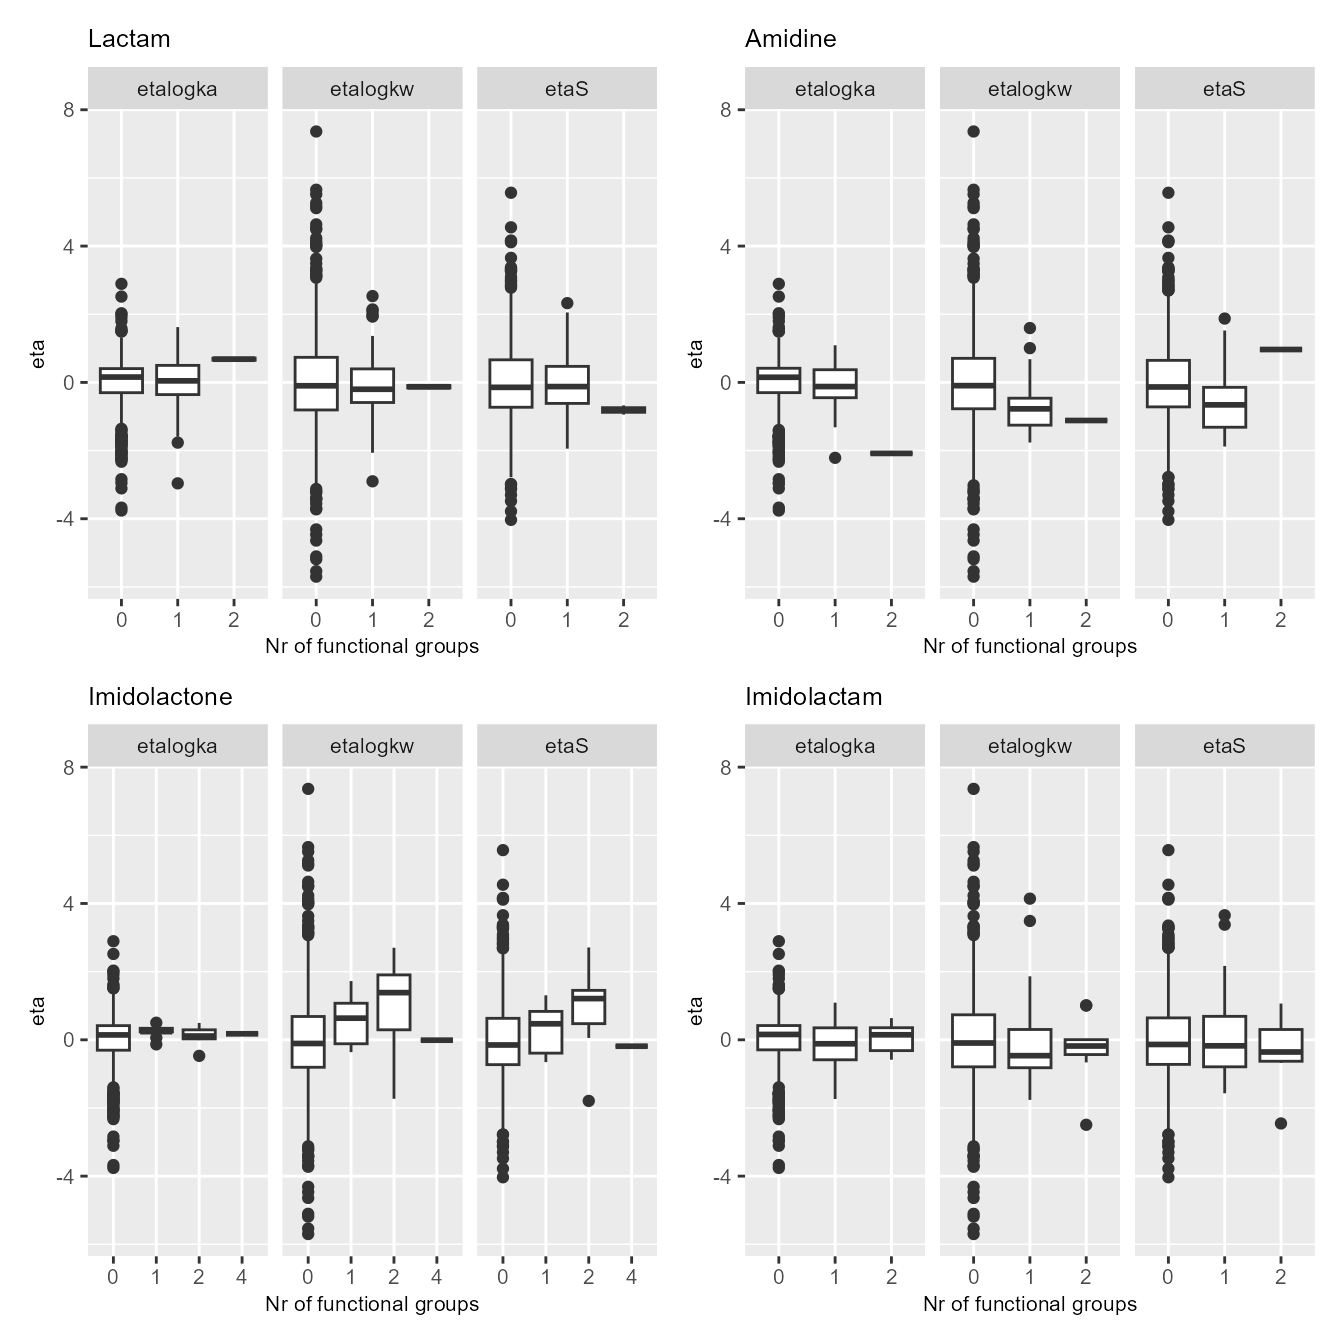 Lactam
etalogka etalogkw etaS
8
4
0
-4
eta
0 1 2 0 1 2 0 1 2
Nr of functional groups
Amidine
etalogka etalogkw etaS
8
4
0
-4
eta
0 1 2 0 1 2 0 1 2
Nr of functional groups
Imidolactone
etalogka etalogkw etaS
8
4
0
-4
eta
0 1 2 4 0 1 2 4 0 1 2 4
Nr of functional groups
Imidolactam
etalogka etalogkw etaS
8
4
0
-4
eta
0 1 2 0 1 2 0 1 2
Nr of functional groups